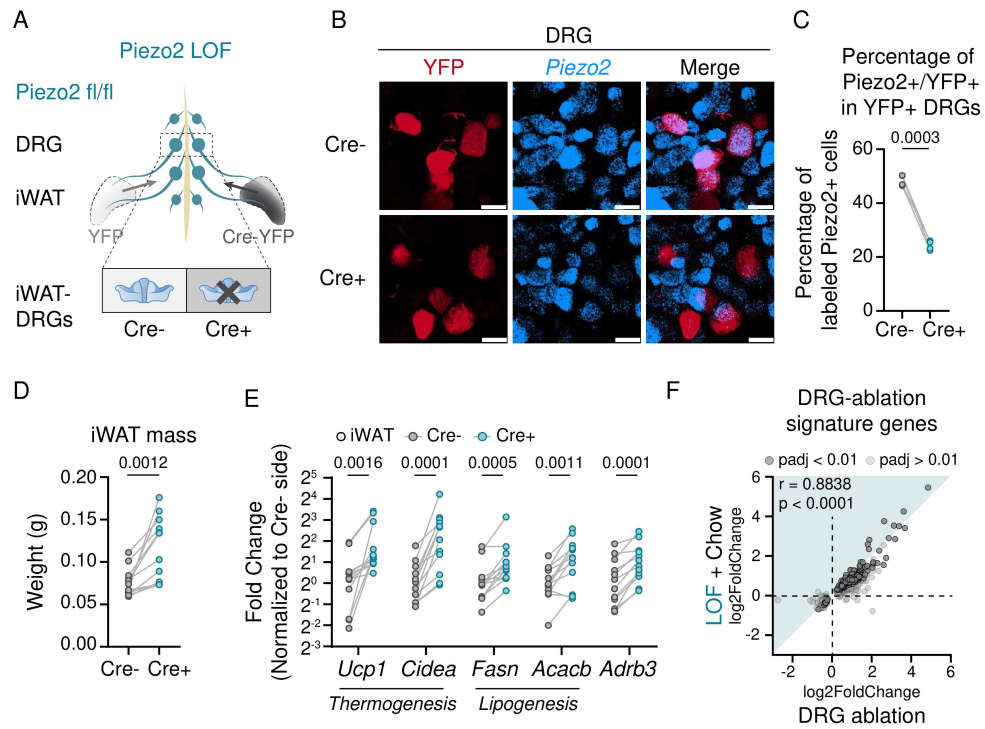 A
Piezo2 LOF
Piezo2 fl/fl
DRG
iWAT
YFP
Cre-YFP
iWAT-
DRGs
Cre-
Cre+
B
DRG
YFP
Piezo2
Merge
Cre-
Cre+
C
Percentage of
Piezo2+/YFP+
in YFP+ DRGs
0.0003
Percentage of
labeled Piezo2+ cells
60
40
20
0
Cre-
Cre+
D
iWAT mass
0.0012
Weight (g)
0.20
0.15
0.10
0.05
0.00
Cre-
Cre+
E
iWAT
Cre-
Cre+
0.0016
0.0001
0.0005
0.0011
0.0001
Fold Change
(Normalized to Cre- side)
2^5
2^4
2^3
2^2
2^1
2^0
2^-1
2^-2
2^-3
Ucp1
Cidea
Fasn
Acacb
Adrb3
Thermogenesis
Lipogenesis
F
DRG-ablation
signature genes
padj < 0.01
padj > 0.01
r = 0.8838
p < 0.0001
LOF + Chow
log2FoldChange
6
4
2
0
-2
-2
0
2
4
6
log2FoldChange
DRG ablation